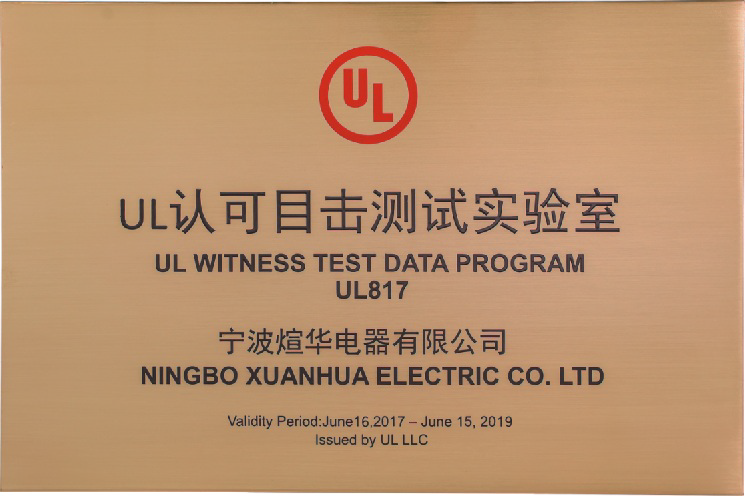 UL
UL认可目击测试实验室
UL WITNESS TEST DATA PROGRAM
UL817
宁波煊华电器有限公司
NINGBO XUANHUA ELECTRIC CO. LTD
Validity Period:June16,2017 – June 15, 2019
Issued by UL LLC